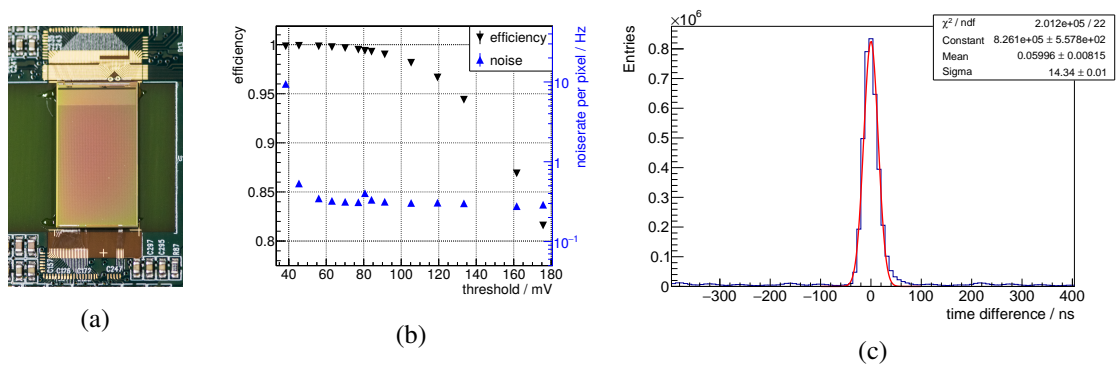 (a)
C157
C176
C172
C247
C297
C295
R87
efficiency
1
0.95
0.9
0.85
0.8
efficiency
noise
10
1
10⁻¹
noiserate per pixel / Hz
40 60 80 100 120 140 160 180
threshold / mV
(b)
×10⁶
Entries
0.8
0.7
0.6
0.5
0.4
0.3
0.2
0.1
0
−300 −200 −100 0 100 200 300 400
time difference / ns
χ² / ndf 2.012e+05 / 22
Constant 8.261e+05 ± 5.578e+02
Mean 0.05996 ± 0.00815
Sigma 14.34 ± 0.01
(c)